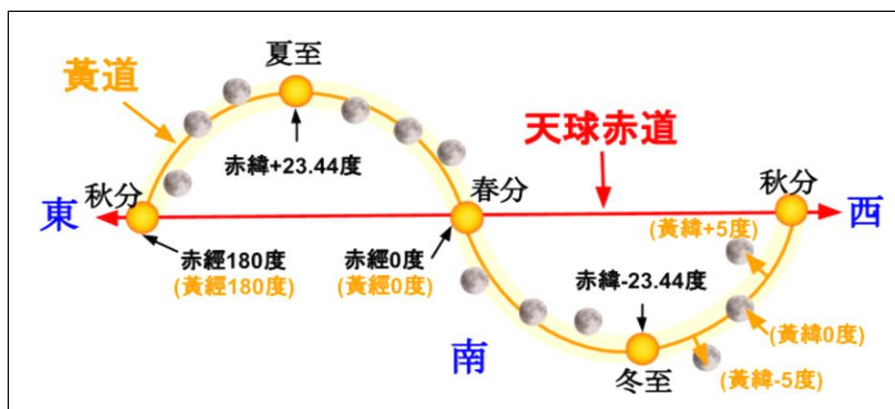 夏至
黃道
天球赤道
赤緯+23.44度
秋分
春分
秋分
東
西
(黃緯+5度)
赤經180度
(黃經180度)
赤經0度
(黃經0度)
赤緯-23.44度
南
(黃緯0度)
冬至
(黃緯-5度)